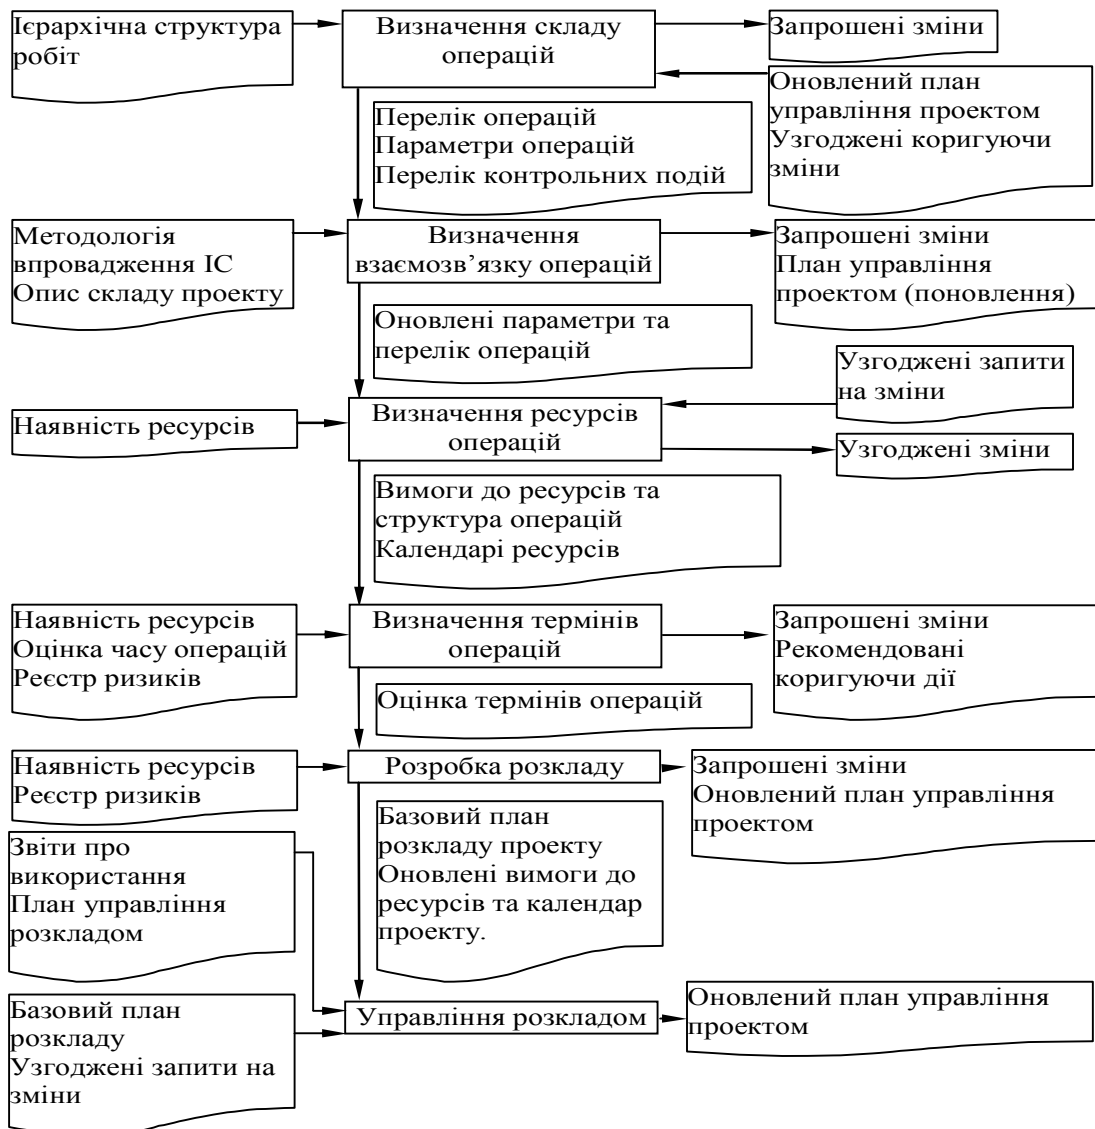 Ієрархічна структура
робіт
Визначення складу
операцій
Запрошені зміни
Оновлений план
управління проектом
Узгоджені коригуючи
зміни
Перелік операцій
Параметри операцій
Перелік контрольних подій
Методологія
впровадження ІС
Опис складу проекту
Визначення
взаємозв’язку операцій
Запрошені зміни
План управління
проектом (поновлення)
Оновлені параметри та
перелік операцій
Узгоджені запити
на зміни
Наявність ресурсів
Визначення ресурсів
операцій
Узгоджені зміни
Вимоги до ресурсів та
структура операцій
Календарі ресурсів
Наявність ресурсів
Оцінка часу операцій
Реєстр ризиків
Визначення термінів
операцій
Запрошені зміни
Рекомендовані
коригуючи дії
Оцінка термінів операцій
Наявність ресурсів
Реєстр ризиків
Розробка розкладу
Запрошені зміни
Оновлений план управління
проектом
Базовий план
розкладу проекту
Оновлені вимоги до
ресурсів та календар
проекту.
Звіти про
використання
План управління
розкладом
Базовий план
розкладу
Узгоджені запити на
зміни
Управління розкладом
Оновлений план управління
проектом